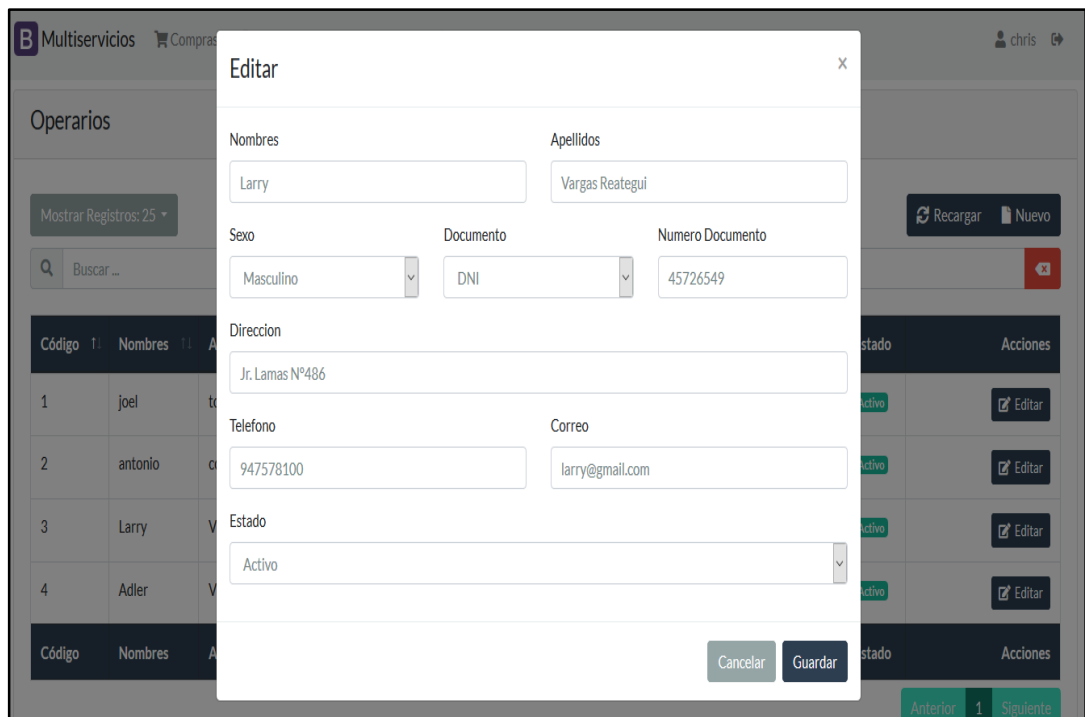 B Multiservicios Compras chris
Editar x
Operarios
Nombres Apellidos
Larry Vargas Reategui
Mostrar Registros: 25 Recargar Nuevo
Sexo Documento Numero Documento
Buscar ...
Masculino DNI 45726549
Direccion
Código Nombres A stado Acciones
Jr. Lamas N°486
1 joel Activo Editar
Telefono Correo
947578100 larry@gmail.com
2 antonio Activo Editar
Estado
3 Larry V Activo Editar
Activo
4 Adler V Activo Editar
Código Nombres A stado Acciones
Cancelar Guardar
Anterior 1 Siguiente